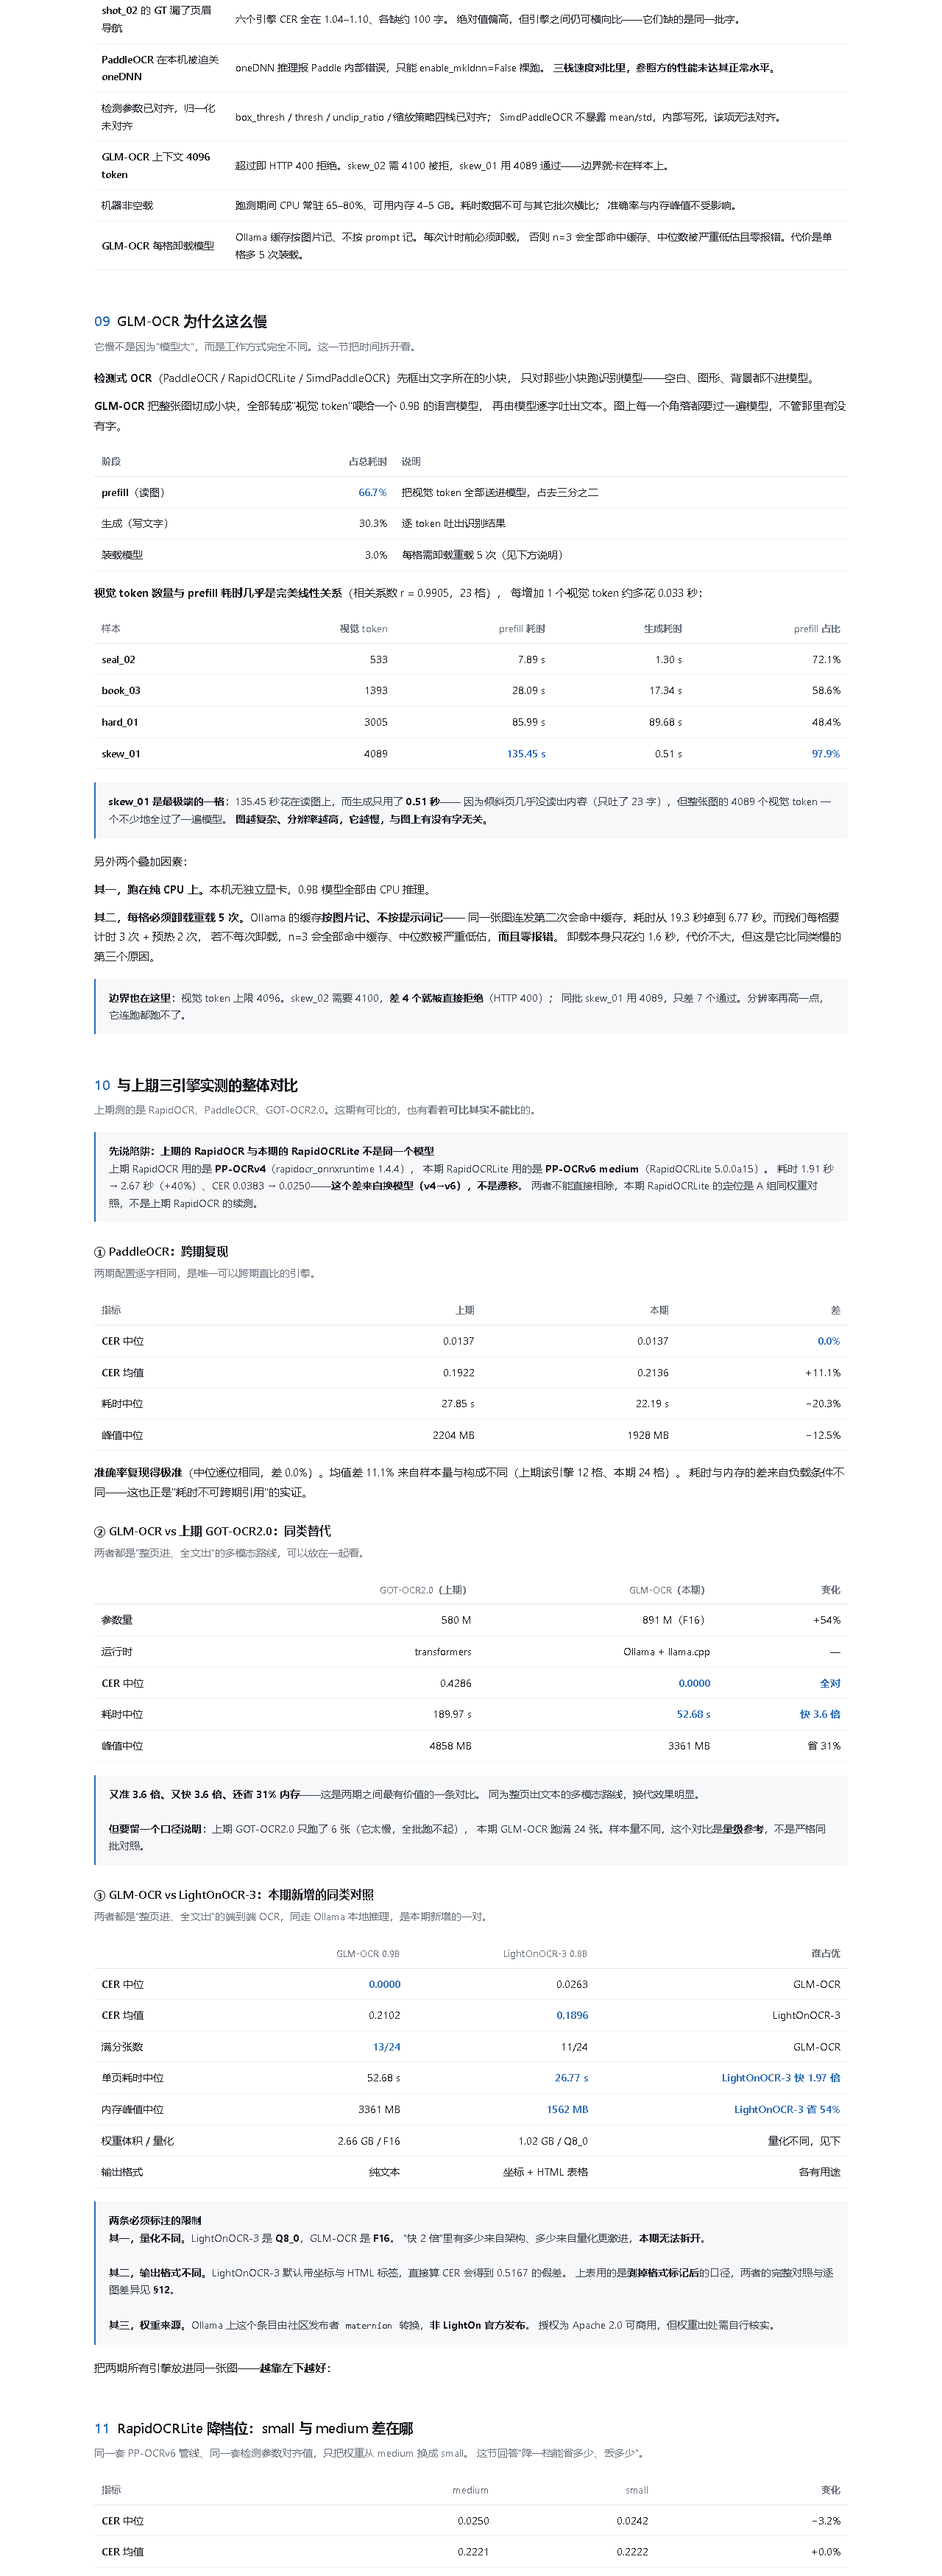 shot_02 的 GT 漏了页眉
导航
六个引擎 CER 全在 1.04–1.10、各缺约 100 字。 绝对值偏高，但引擎之间仍可横向比——它们缺的是同一批字。
PaddleOCR 在本机被迫关
oneDNN
oneDNN 推理报 Paddle 内部错误，只能 enable_mkldnn=False 裸跑。 三栈速度对比里，参照方的性能未达其正常水平。
检测参数已对齐，归一化
未对齐
box_thresh / thresh / unclip_ratio / 缩放策略四栈已对齐； SimdPaddleOCR 不暴露 mean/std，内部写死，该项无法对齐。
GLM-OCR 上下文 4096
token
超过即 HTTP 400 拒绝。skew_02 需 4100 被拒，skew_01 用 4089 通过——边界就卡在样本上。
机器非空载
跑测期间 CPU 常驻 65–80%、可用内存 4–5 GB。耗时数据不可与其它批次横比； 准确率与内存峰值不受影响。
GLM-OCR 每格卸载模型
Ollama 缓存按图片记、不按 prompt 记。每次计时前必须卸载， 否则 n=3 会全部命中缓存、中位数被严重低估且零报错。代价是单
格多 5 次装载。
09 GLM-OCR 为什么这么慢
它慢不是因为"模型大"，而是工作方式完全不同。这一节把时间拆开看。
检测式 OCR（PaddleOCR / RapidOCRLite / SimdPaddleOCR）先框出文字所在的小块， 只对那些小块跑识别模型——空白、图形、背景都不进模型。
GLM-OCR 把整张图切成小块，全部转成"视觉 token"喂给一个 0.9B 的语言模型， 再由模型逐字吐出文本。图上每一个角落都要过一遍模型，不管那里有没
有字。
阶段 占总耗时 说明
prefill（读图） 66.7% 把视觉 token 全部送进模型，占去三分之二
生成（写文字） 30.3% 逐 token 吐出识别结果
装载模型 3.0% 每格需卸载重载 5 次（见下方说明）
视觉 token 数量与 prefill 耗时几乎是完美线性关系（相关系数 r = 0.9905，23 格）， 每增加 1 个视觉 token 约多花 0.033 秒：
样本 视觉 token prefill 耗时 生成耗时 prefill 占比
seal_02 533 7.89 s 1.30 s 72.1%
book_03 1393 28.09 s 17.34 s 58.6%
hard_01 3005 85.99 s 89.68 s 48.4%
skew_01 4089 135.45 s 0.51 s 97.9%
skew_01 是最极端的一格：135.45 秒花在读图上，而生成只用了 0.51 秒—— 因为倾斜页几乎没读出内容（只吐了 23 字），但整张图的 4089 个视觉 token 一
个不少地全过了一遍模型。 图越复杂、分辨率越高，它越慢，与图上有没有字无关。
另外两个叠加因素：
其一，跑在纯 CPU 上。本机无独立显卡，0.9B 模型全部由 CPU 推理。
其二，每格必须卸载重载 5 次。Ollama 的缓存按图片记、不按提示词记—— 同一张图连发第二次会命中缓存，耗时从 19.3 秒掉到 6.77 秒。而我们每格要
计时 3 次 + 预热 2 次， 若不每次卸载，n=3 会全部命中缓存、中位数被严重低估，而且零报错。 卸载本身只花约 1.6 秒，代价不大，但这是它比同类慢的
第三个原因。
边界也在这里：视觉 token 上限 4096。skew_02 需要 4100，差 4 个就被直接拒绝（HTTP 400）； 同批 skew_01 用 4089，只差 7 个通过。分辨率再高一点，
它连跑都跑不了。
10 与上期三引擎实测的整体对比
上期测的是 RapidOCR、PaddleOCR、GOT-OCR2.0。这期有可比的，也有看着可比其实不能比的。
先说陷阱：上期的 RapidOCR 与本期的 RapidOCRLite 不是同一个模型
上期 RapidOCR 用的是 PP-OCRv4（rapidocr_onnxruntime 1.4.4）， 本期 RapidOCRLite 用的是 PP-OCRv6 medium（RapidOCRLite 5.0.0a15）。 耗时 1.91 秒
→ 2.67 秒（+40%）、CER 0.0383 → 0.0250——这个差来自换模型（v4→v6），不是漂移。 两者不能直接相除，本期 RapidOCRLite 的定位是 A 组同权重对
照，不是上期 RapidOCR 的续测。
① PaddleOCR：跨期复现
两期配置逐字相同，是唯一可以跨期直比的引擎。
指标 上期 本期 差
CER 中位 0.0137 0.0137 0.0%
CER 均值 0.1922 0.2136 +11.1%
耗时中位 27.85 s 22.19 s −20.3%
峰值中位 2204 MB 1928 MB −12.5%
准确率复现得极准（中位逐位相同，差 0.0%）。均值差 11.1% 来自样本量与构成不同（上期该引擎 12 格、本期 24 格）。 耗时与内存的差来自负载条件不
同——这也正是"耗时不可跨期引用"的实证。
② GLM-OCR vs 上期 GOT-OCR2.0：同类替代
两者都是"整页进、全文出"的多模态路线，可以放在一起看。
GOT-OCR2.0（上期） GLM-OCR（本期） 变化
参数量 580 M 891 M（F16） +54%
运行时 transformers Ollama + llama.cpp —
CER 中位 0.4286 0.0000 全对
耗时中位 189.97 s 52.68 s 快 3.6 倍
峰值中位 4858 MB 3361 MB 省 31%
又准 3.6 倍、又快 3.6 倍、还省 31% 内存——这是两期之间最有价值的一条对比。 同为整页出文本的多模态路线，换代效果明显。
但要留一个口径说明：上期 GOT-OCR2.0 只跑了 6 张（它太慢，全批跑不起）， 本期 GLM-OCR 跑满 24 张。样本量不同，这个对比是量级参考，不是严格同
批对照。
③ GLM-OCR vs LightOnOCR-3：本期新增的同类对照
两者都是"整页进、全文出"的端到端 OCR，同走 Ollama 本地推理，是本期新增的一对。
GLM-OCR 0.9B LightOnOCR-3 0.8B 谁占优
CER 中位 0.0000 0.0263 GLM-OCR
CER 均值 0.2102 0.1896 LightOnOCR-3
满分张数 13/24 11/24 GLM-OCR
单页耗时中位 52.68 s 26.77 s LightOnOCR-3 快 1.97 倍
内存峰值中位 3361 MB 1562 MB LightOnOCR-3 省 54%
权重体积 / 量化 2.66 GB / F16 1.02 GB / Q8_0 量化不同，见下
输出格式 纯文本 坐标 + HTML 表格 各有用途
两条必须标注的限制
其一，量化不同。LightOnOCR-3 是 Q8_0，GLM-OCR 是 F16。 "快 2 倍"里有多少来自架构、多少来自量化更激进，本期无法拆开。
其二，输出格式不同。LightOnOCR-3 默认带坐标与 HTML 标签，直接算 CER 会得到 0.5167 的假差。 上表用的是剥掉格式标记后的口径，两者的完整对照与逐
图差异见 §12。
其三，权重来源。Ollama 上这个条目由社区发布者 maternion 转换，非 LightOn 官方发布。 授权为 Apache 2.0 可商用，但权重出处需自行核实。
把两期所有引擎放进同一张图——越靠左下越好：
11 RapidOCRLite 降档位：small 与 medium 差在哪
同一套 PP-OCRv6 管线、同一套检测参数对齐值，只把权重从 medium 换成 small。 这节回答"降一档能省多少、丢多少"。
指标 medium small 变化
CER 中位 0.0250 0.0242 −3.2%
CER 均值 0.2221 0.2222 +0.0%